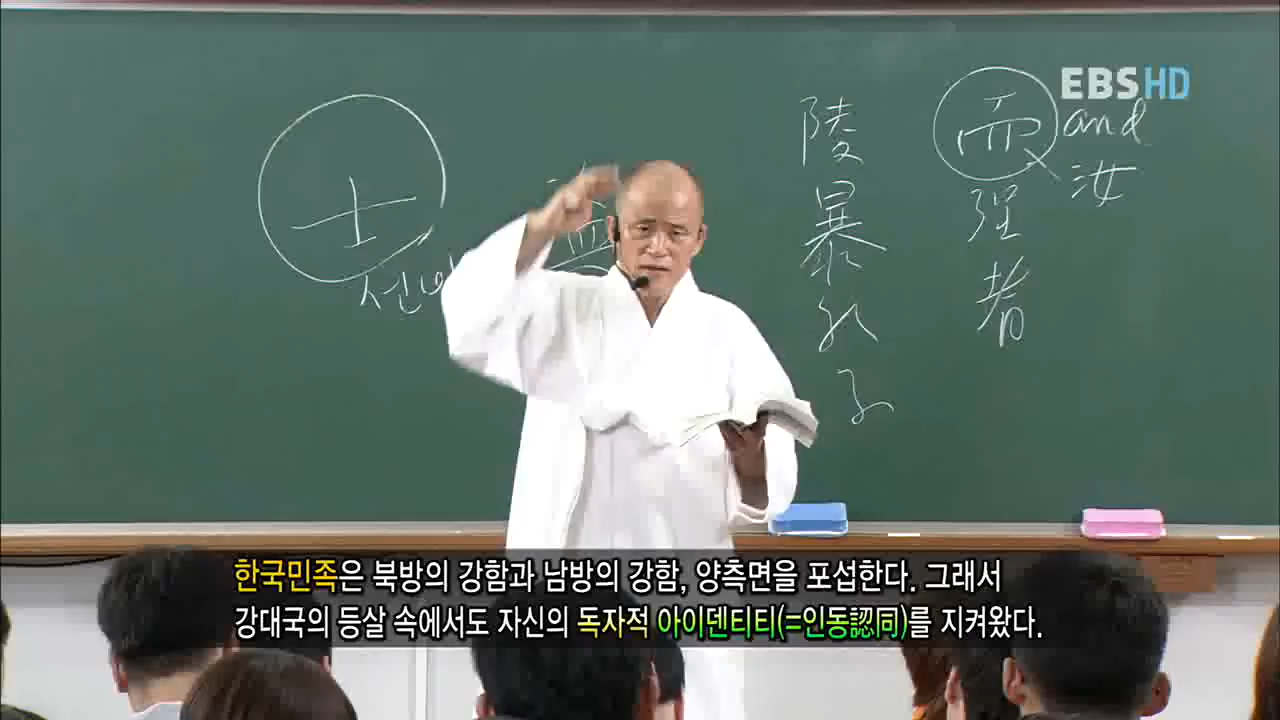 EBS HD
士
선
陵暴孔子
而强者
and
汝
한국민족은 북방의 강함과 남방의 강함, 양측면을 포섭한다. 그래서
강대국의 등살 속에서도 자신의 독자적 아이덴티티(=인동認同)를 지켜왔다.